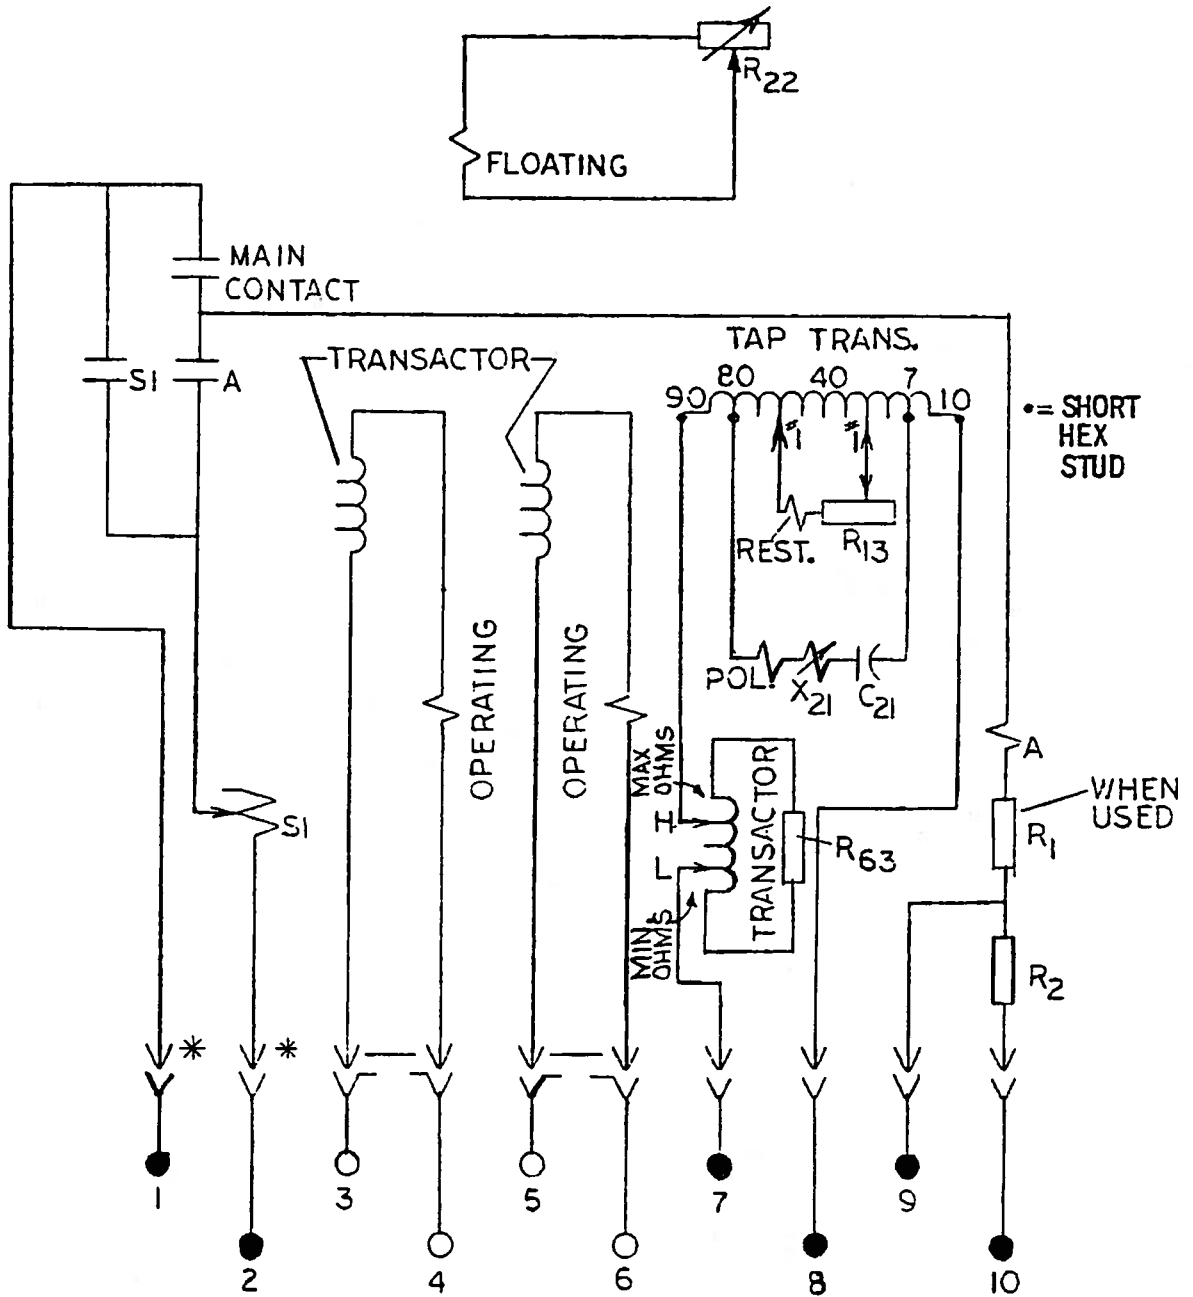 R22
FLOATING
MAIN
CONTACT
TAP TRANS.
TRANSACTOR
SI
A
90
80
40
7
10
•= SHORT
HEX
STUD
#1
#1
REST.
R13
POL.
X21
C21
OPERATING
OPERATING
MAX
OHMS
H
L
MIN
OHMS
TRANSACTOR
R63
A
WHEN
USED
R1
R2
SI
*
*
1
3
5
7
9
2
4
6
8
10